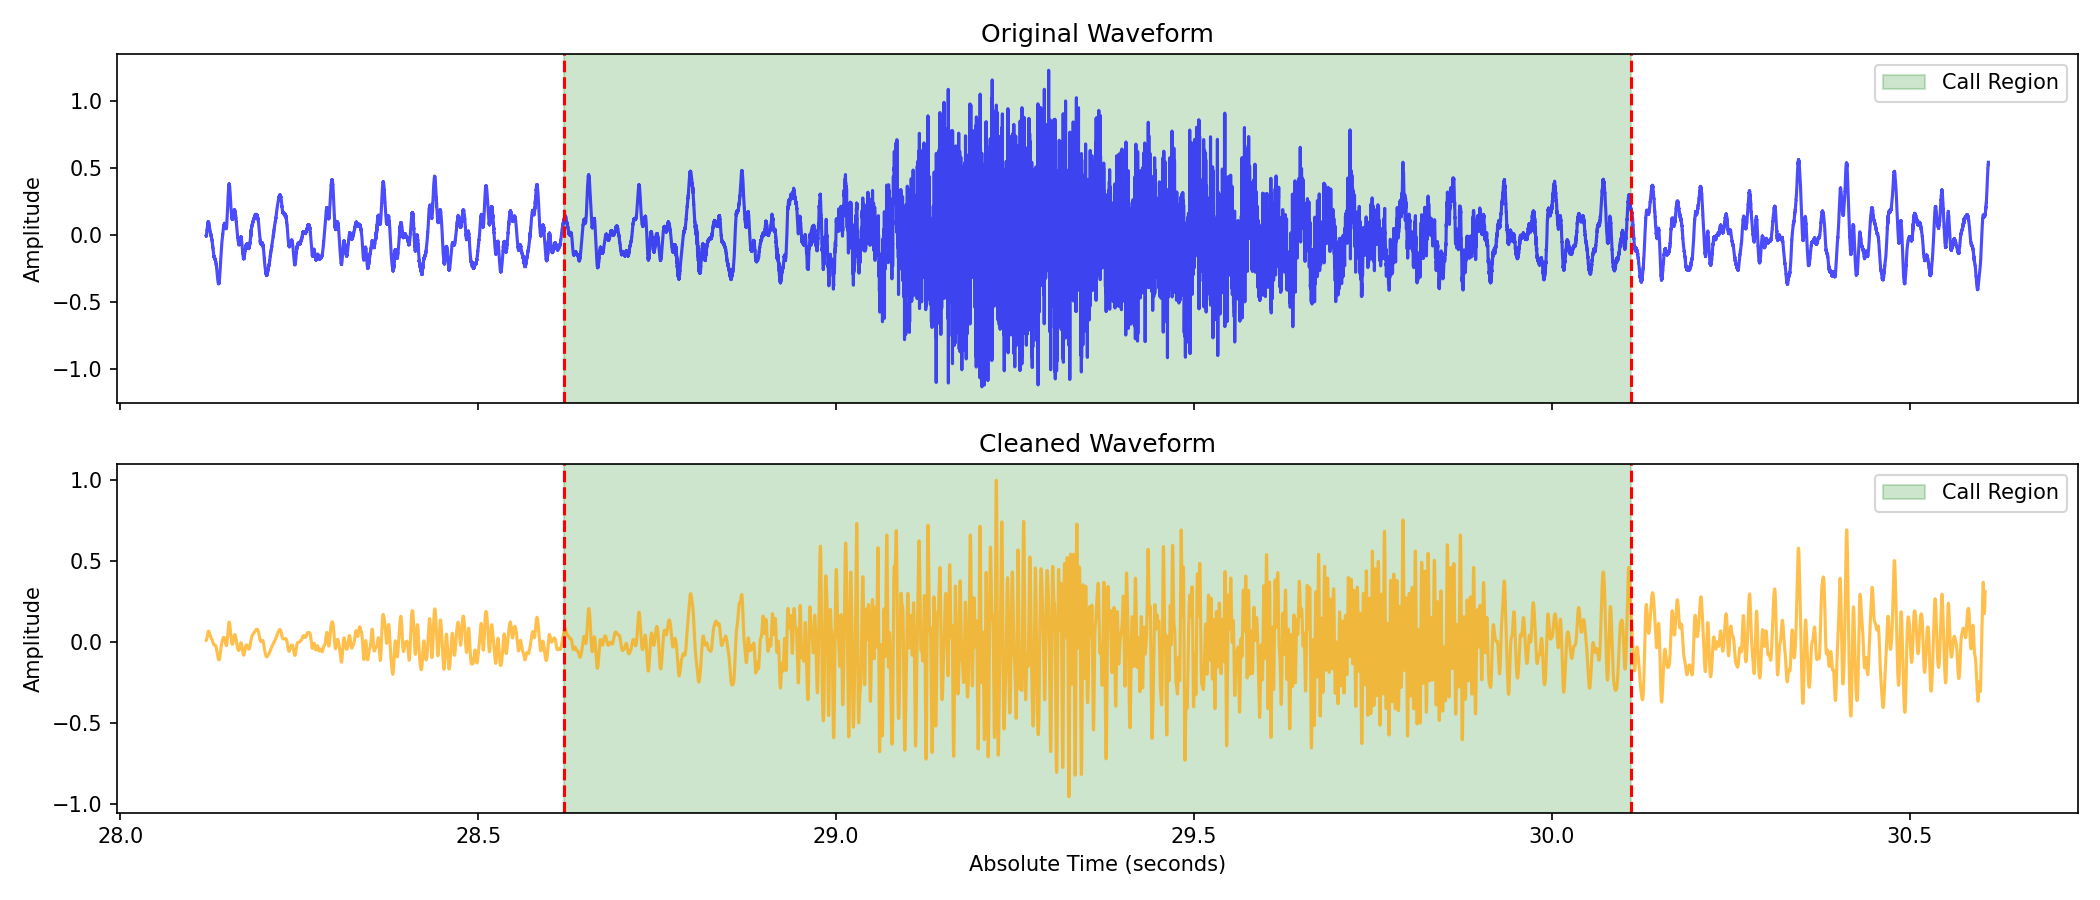 Original Waveform
Amplitude
1.0
0.5
0.0
−0.5
−1.0
Call Region
Cleaned Waveform
Amplitude
1.0
0.5
0.0
−0.5
−1.0
Call Region
28.0 28.5 29.0 29.5 30.0 30.5
Absolute Time (seconds)